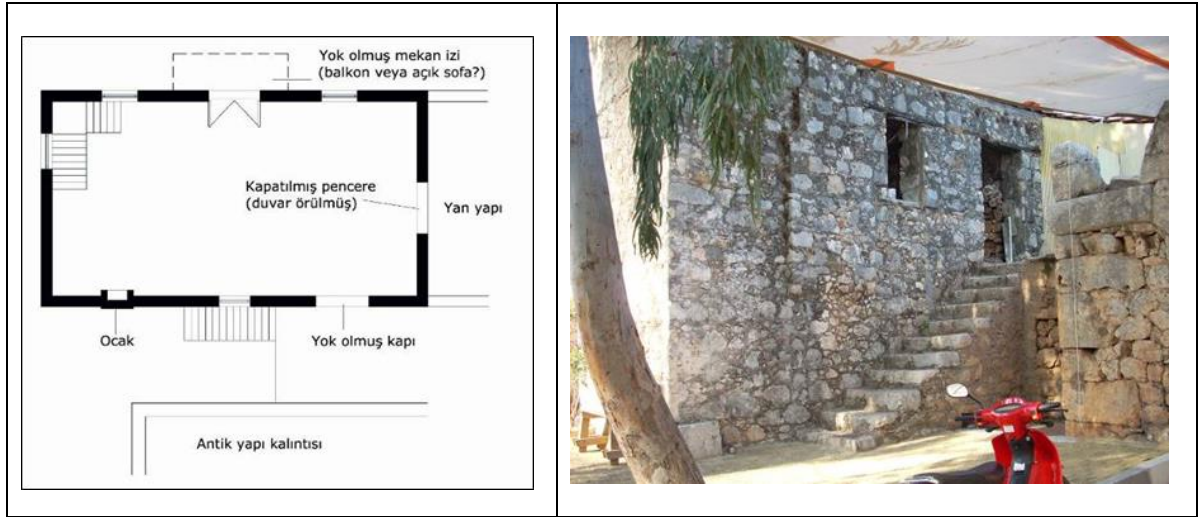 Yok olmuş mekan izi
(balkon veya açık sofa?)
Kapatılmış pencere
(duvar örülmüş)
Yan yapı
Ocak
Yok olmuş kapı
Antik yapı kalıntısı